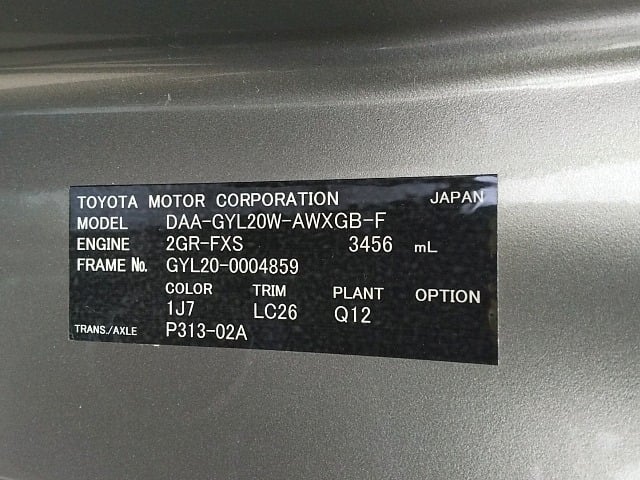 TOYOTA MOTOR CORPORATION JAPAN
MODEL DAA-GYL20W-AWXGB-F
ENGINE 2GR-FXS 3456 mL
FRAME No. GYL20-0004859
COLOR TRIM PLANT OPTION
1J7 LC26 Q12
TRANS./AXLE P313-02A